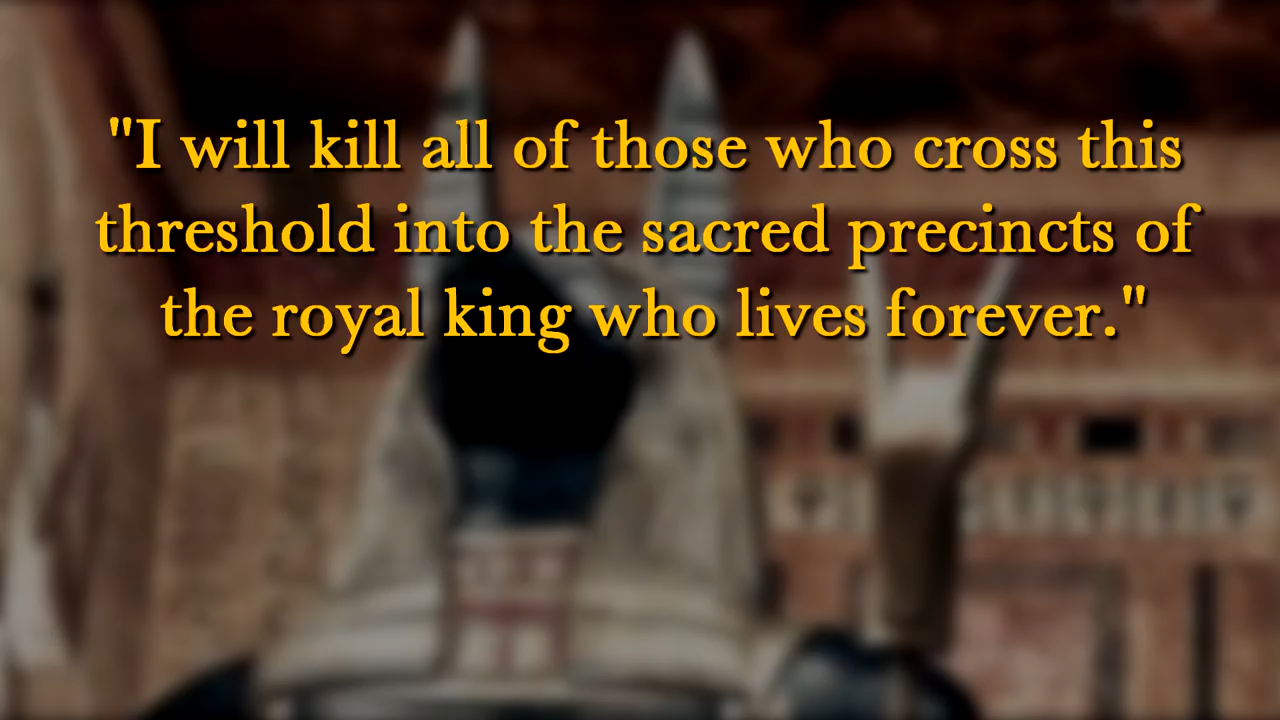 "I will kill all of those who cross this
threshold into the sacred precincts of
the royal king who lives forever."